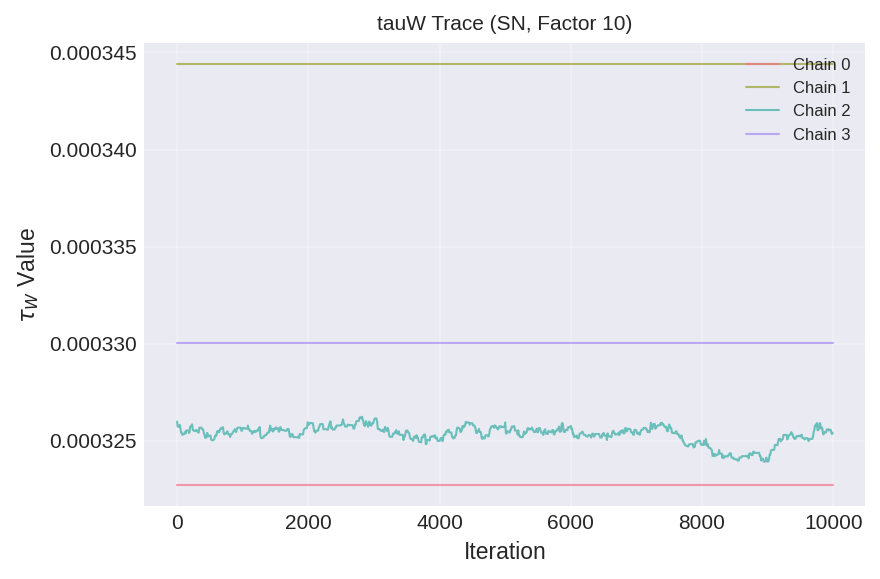 tauW Trace (SN, Factor 10)
0.000345
0.000340
0.000335
0.000330
0.000325
τW Value
Chain 0
Chain 1
Chain 2
Chain 3
0 2000 4000 6000 8000 10000
Iteration